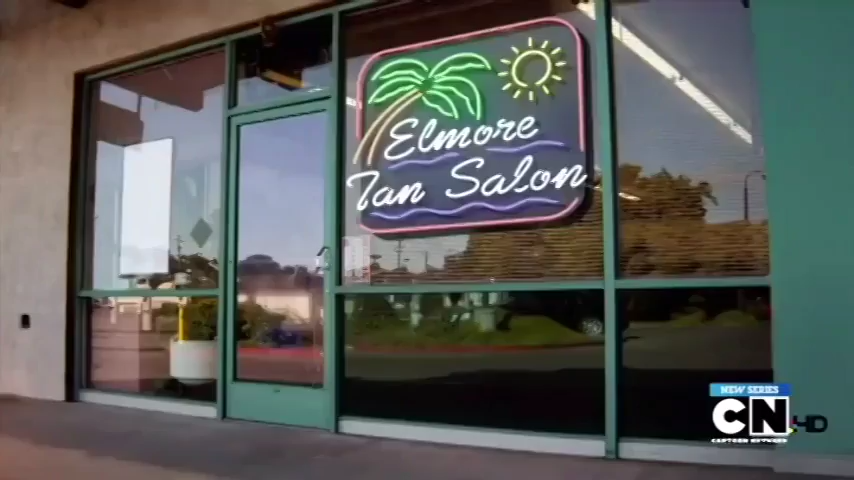 Elmore
Tan Salon
NEW SERIES
CN HD
CARTOON NETWORK